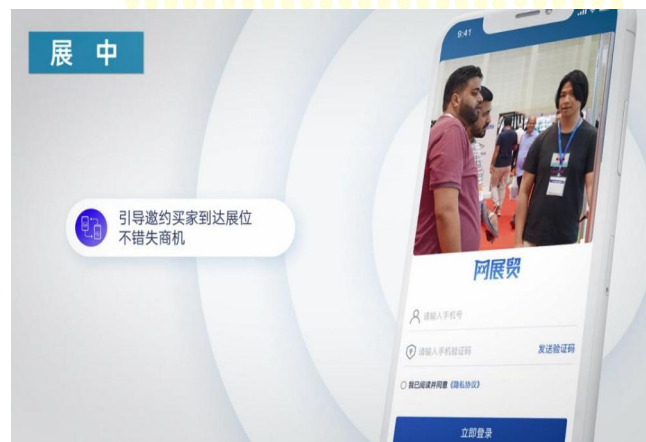 展 中
引导邀约买家到达展位
不错失商机
9:41
网展贸
请输入手机号
请输入手机验证码 发送验证码
我已阅读并同意《隐私协议》
立即登录